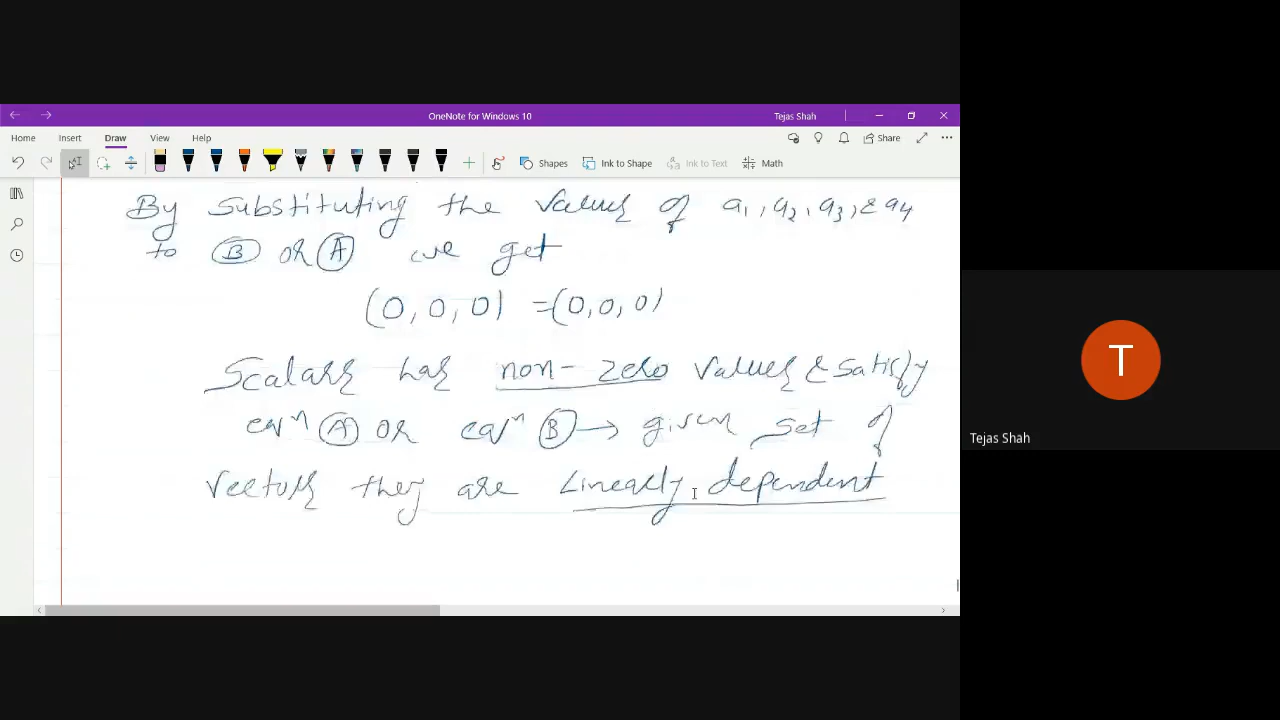 OneNote for Windows 10
Tejas Shah
Home Insert Draw View Help
Share
Shapes Ink to Shape Ink to Text Math
By substituting the values of a1, a2, a3, & a4
to B or A we get
(0, 0, 0) = (0, 0, 0)
Scalars has non-zero values & satisfy
eqn A or eqn B → given set of
vectors they are Linearly dependent
T
Tejas Shah